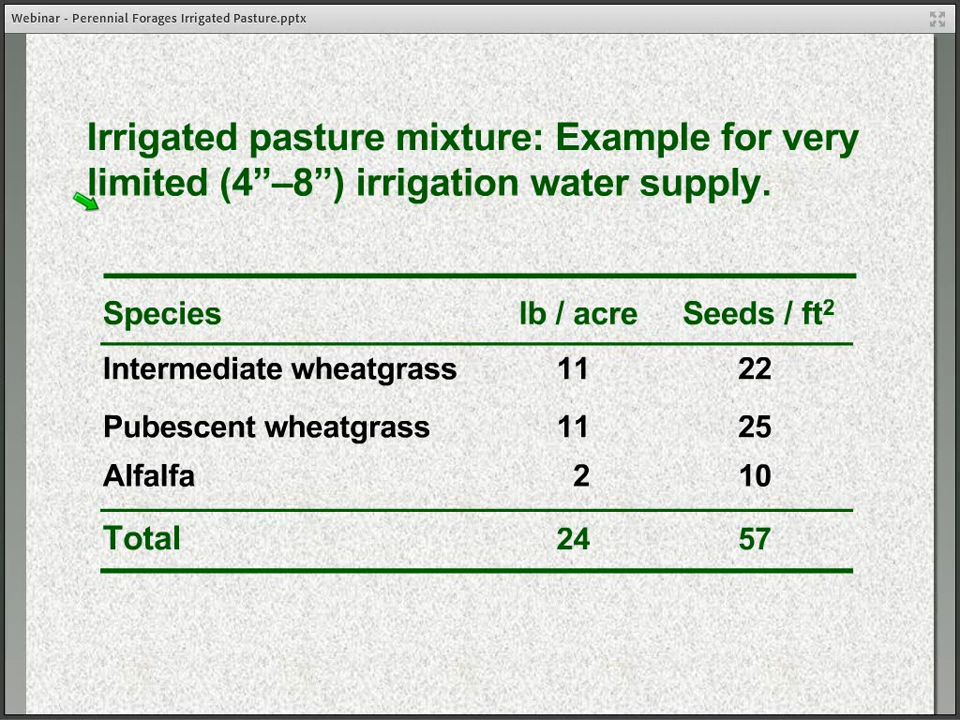 Webinar - Perennial Forages Irrigated Pasture.pptx
Irrigated pasture mixture: Example for very
limited (4”–8”) irrigation water supply.
Species lb / acre Seeds / ft²
Intermediate wheatgrass 11 22
Pubescent wheatgrass 11 25
Alfalfa 2 10
Total 24 57